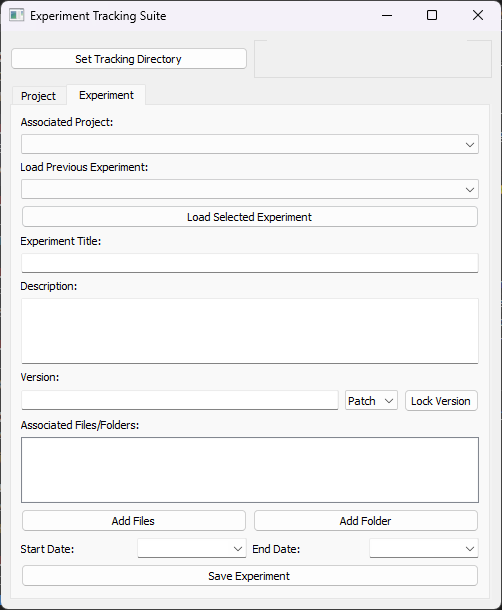 Experiment Tracking Suite
Set Tracking Directory
Project Experiment
Associated Project:
Load Previous Experiment:
Load Selected Experiment
Experiment Title:
Description:
Version:
Patch Lock Version
Associated Files/Folders:
Add Files Add Folder
Start Date: End Date:
Save Experiment